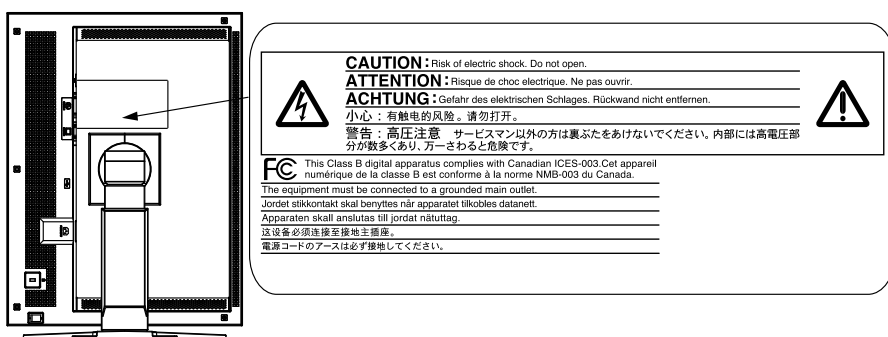 CAUTION：Risk of electric shock. Do not open.
ATTENTION：Risque de choc electrique. Ne pas ouvrir.
ACHTUNG：Gefahr des elektrischen Schlages. Rückwand nicht entfernen.
小心：有触电的风险。请勿打开。
警告：高圧注意　サービスマン以外の方は裏ぶたをあけないでください。内部には高電圧部
分が数多くあり、万一さわると危険です。
FC This Class B digital apparatus complies with Canadian ICES-003.Cet appareil
numérique de la classe B est conforme à la norme NMB-003 du Canada.
The equipment must be connected to a grounded main outlet.
Jordet stikkontakt skal benyttes når apparatet tilkobles datanett.
Apparaten skall anslutas till jordat nätuttag.
这设备必须连接至接地主插座。
電源コードのアースは必ず接地してください。